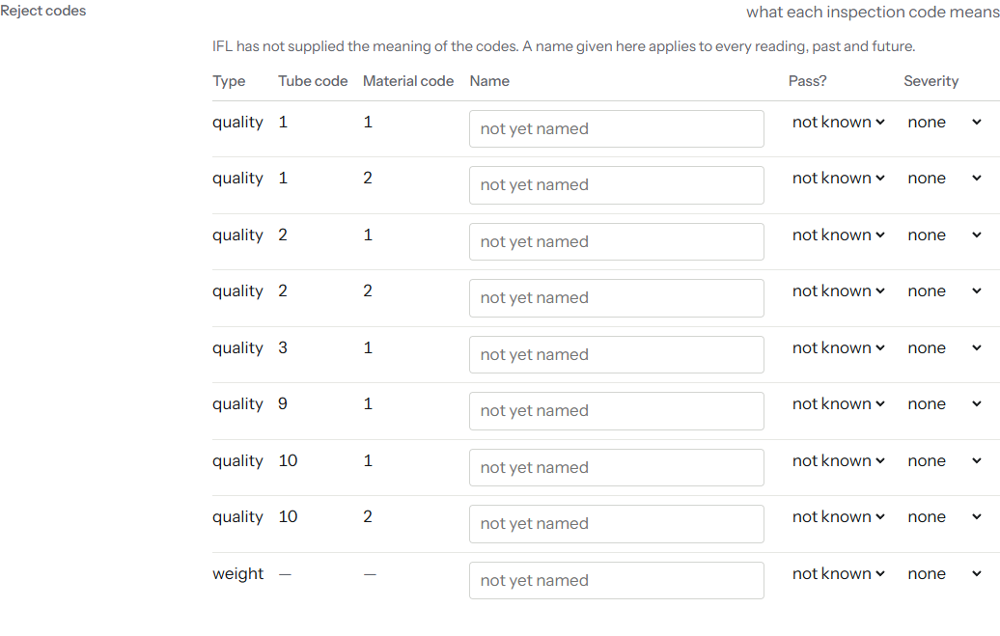 Reject codes
what each inspection code means
IFL has not supplied the meaning of the codes. A name given here applies to every reading, past and future.
Type Tube code Material code Name Pass? Severity
quality 1 1 not yet named not known none
quality 1 2 not yet named not known none
quality 2 1 not yet named not known none
quality 2 2 not yet named not known none
quality 3 1 not yet named not known none
quality 9 1 not yet named not known none
quality 10 1 not yet named not known none
quality 10 2 not yet named not known none
weight — — not yet named not known none